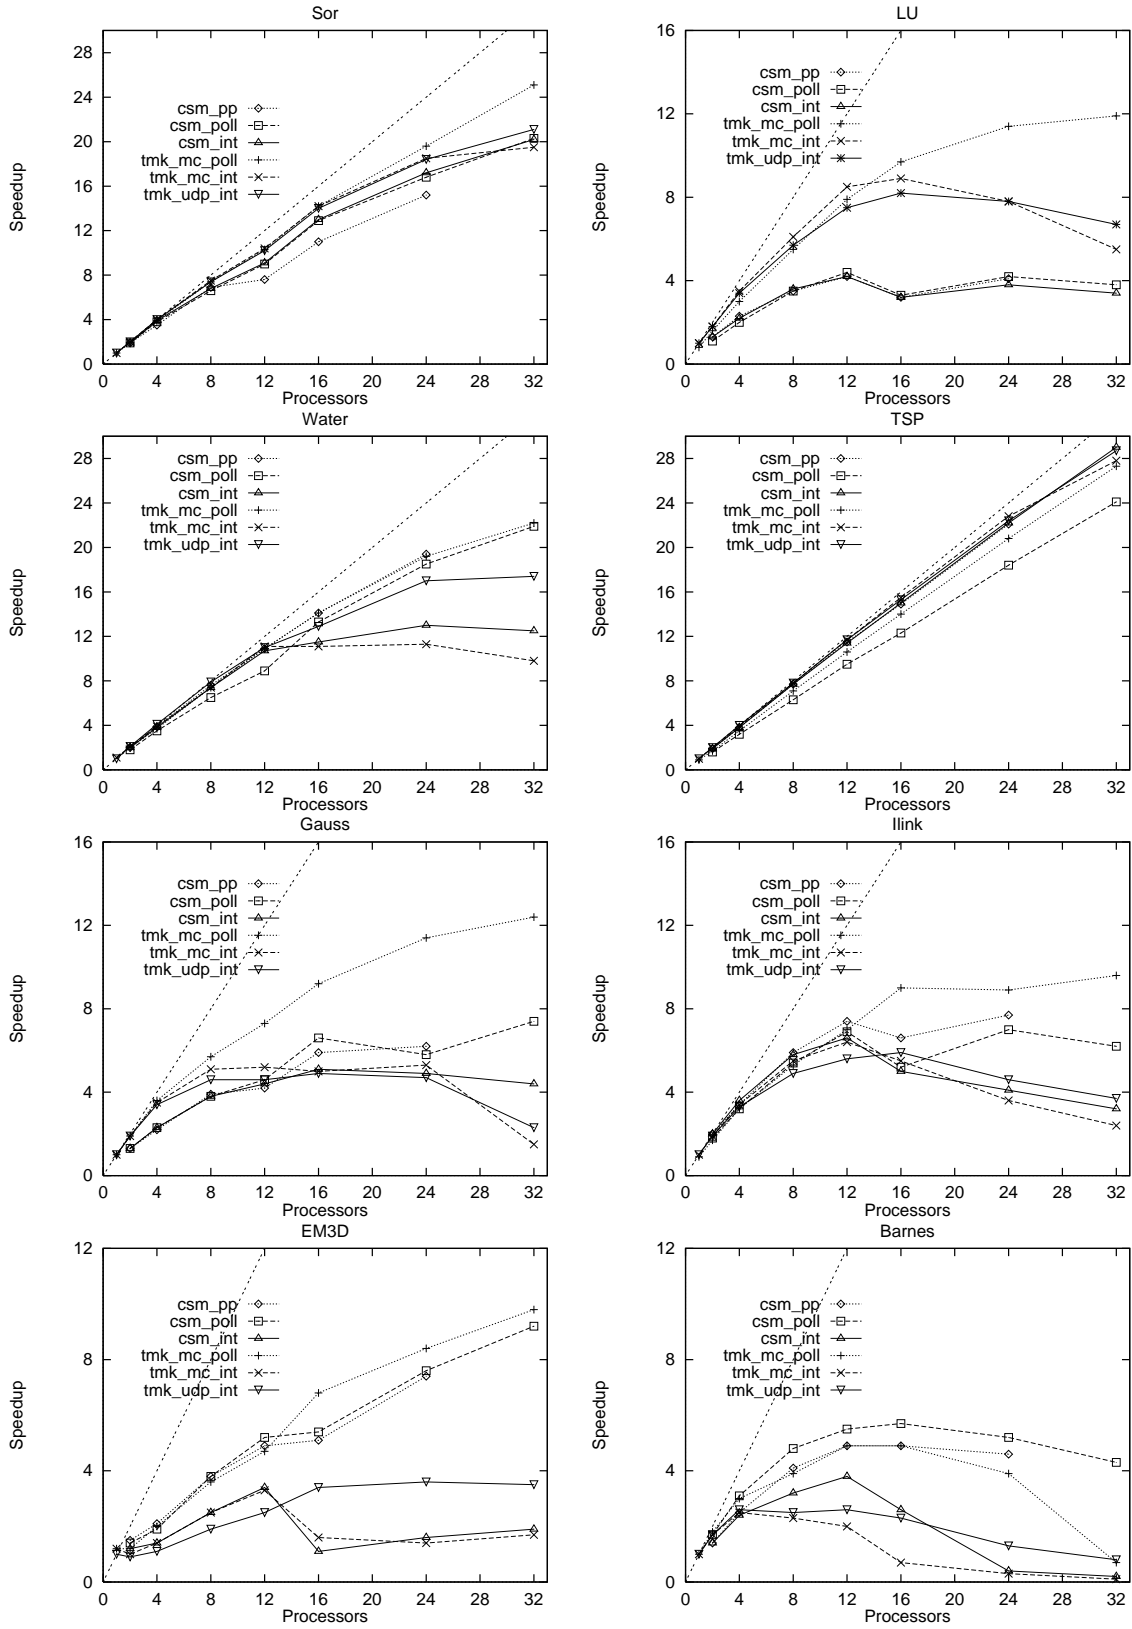 Sor
28
24
20
16
12
8
4
0
Speedup
csm_pp
csm_poll
csm_int
tmk_mc_poll
tmk_mc_int
tmk_udp_int
0 4 8 12 16 20 24 28 32
Processors
LU
16
12
8
4
0
Speedup
csm_pp
csm_poll
csm_int
tmk_mc_poll
tmk_mc_int
tmk_udp_int
0 4 8 12 16 20 24 28 32
Processors
Water
28
24
20
16
12
8
4
0
Speedup
csm_pp
csm_poll
csm_int
tmk_mc_poll
tmk_mc_int
tmk_udp_int
0 4 8 12 16 20 24 28 32
Processors
TSP
28
24
20
16
12
8
4
0
Speedup
csm_pp
csm_poll
csm_int
tmk_mc_poll
tmk_mc_int
tmk_udp_int
0 4 8 12 16 20 24 28 32
Processors
Gauss
16
12
8
4
0
Speedup
csm_pp
csm_poll
csm_int
tmk_mc_poll
tmk_mc_int
tmk_udp_int
0 4 8 12 16 20 24 28 32
Processors
Ilink
16
12
8
4
0
Speedup
csm_pp
csm_poll
csm_int
tmk_mc_poll
tmk_mc_int
tmk_udp_int
0 4 8 12 16 20 24 28 32
Processors
EM3D
12
8
4
0
Speedup
csm_pp
csm_poll
csm_int
tmk_mc_poll
tmk_mc_int
tmk_udp_int
0 4 8 12 16 20 24 28 32
Processors
Barnes
12
8
4
0
Speedup
csm_pp
csm_poll
csm_int
tmk_mc_poll
tmk_mc_int
tmk_udp_int
0 4 8 12 16 20 24 28 32
Processors